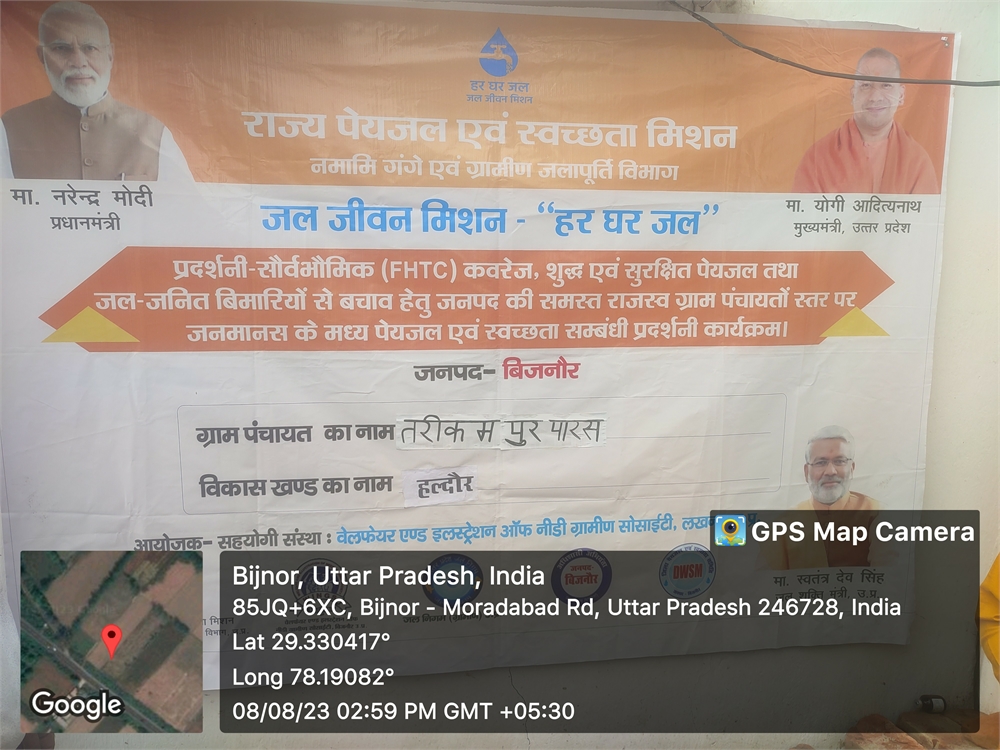 हर घर जल
जल जीवन मिशन
राज्य पेयजल एवं स्वच्छता मिशन
नमामि गंगे एवं ग्रामीण जलापूर्ति विभाग
मा. नरेन्द्र मोदी
प्रधानमंत्री
मा. योगी आदित्यनाथ
मुख्यमंत्री, उत्तर प्रदेश
जल जीवन मिशन - “हर घर जल”
प्रदर्शनी-सौर्वभौमिक (FHTC) कवरेज, शुद्ध एवं सुरक्षित पेयजल तथा
जल-जनित बिमारियों से बचाव हेतु जनपद की समस्त राजस्व ग्राम पंचायतों स्तर पर
जनमानस के मध्य पेयजल एवं स्वच्छता सम्बंधी प्रदर्शनी कार्यक्रम।
जनपद- बिजनौर
ग्राम पंचायत का नाम तरीकमपुर पारस
विकास खण्ड का नाम हल्दौर
आयोजक- सहयोगी संस्था : वेलफेयर एण्ड इलस्ट्रेशन ऑफ नीडी ग्रामीण सोसाईटी,
जनपद-
बिजनौर
DWSM
मा. स्वतंत्र देव सिंह
जल शक्ति मंत्री, उ.प्र.
GPS Map Camera
Bijnor, Uttar Pradesh, India
85JQ+6XC, Bijnor - Moradabad Rd, Uttar Pradesh 246728, India
Lat 29.330417°
Long 78.19082°
08/08/23 02:59 PM GMT +05:30
Google